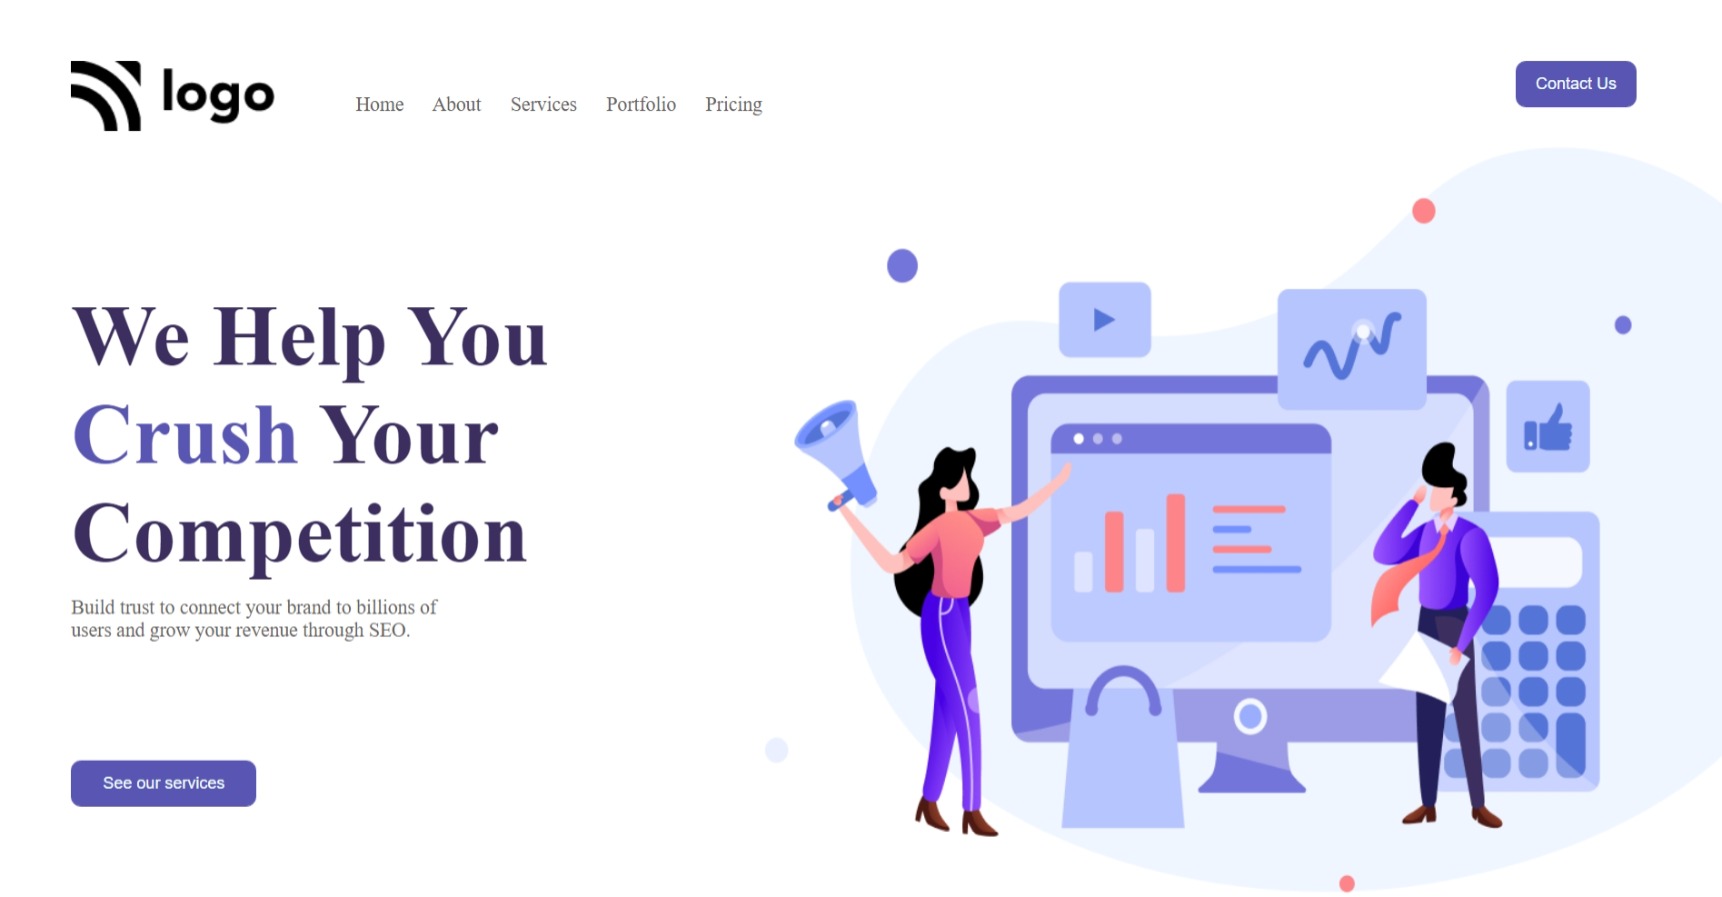 logo
Home About Services Portfolio Pricing
Contact Us
We Help You
Crush Your
Competition
Build trust to connect your brand to billions of
users and grow your revenue through SEO.
See our services